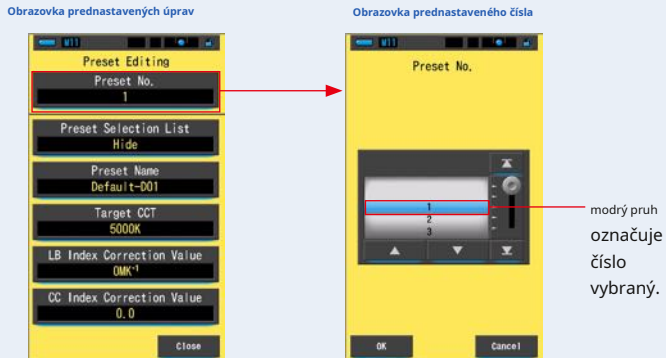 Obrazovka prednastavených úprav
M11
Preset Editing
Preset No.
1
Preset Selection List
Hide
Preset Name
Default-D01
Target CCT
5000K
LB Index Correction Value
0MK⁻¹
CC Index Correction Value
0.0
Close
Obrazovka prednastaveného čísla
M11
Preset No.
1
2
3
OK
Cancel
modrý pruh
označuje
číslo
vybraný.